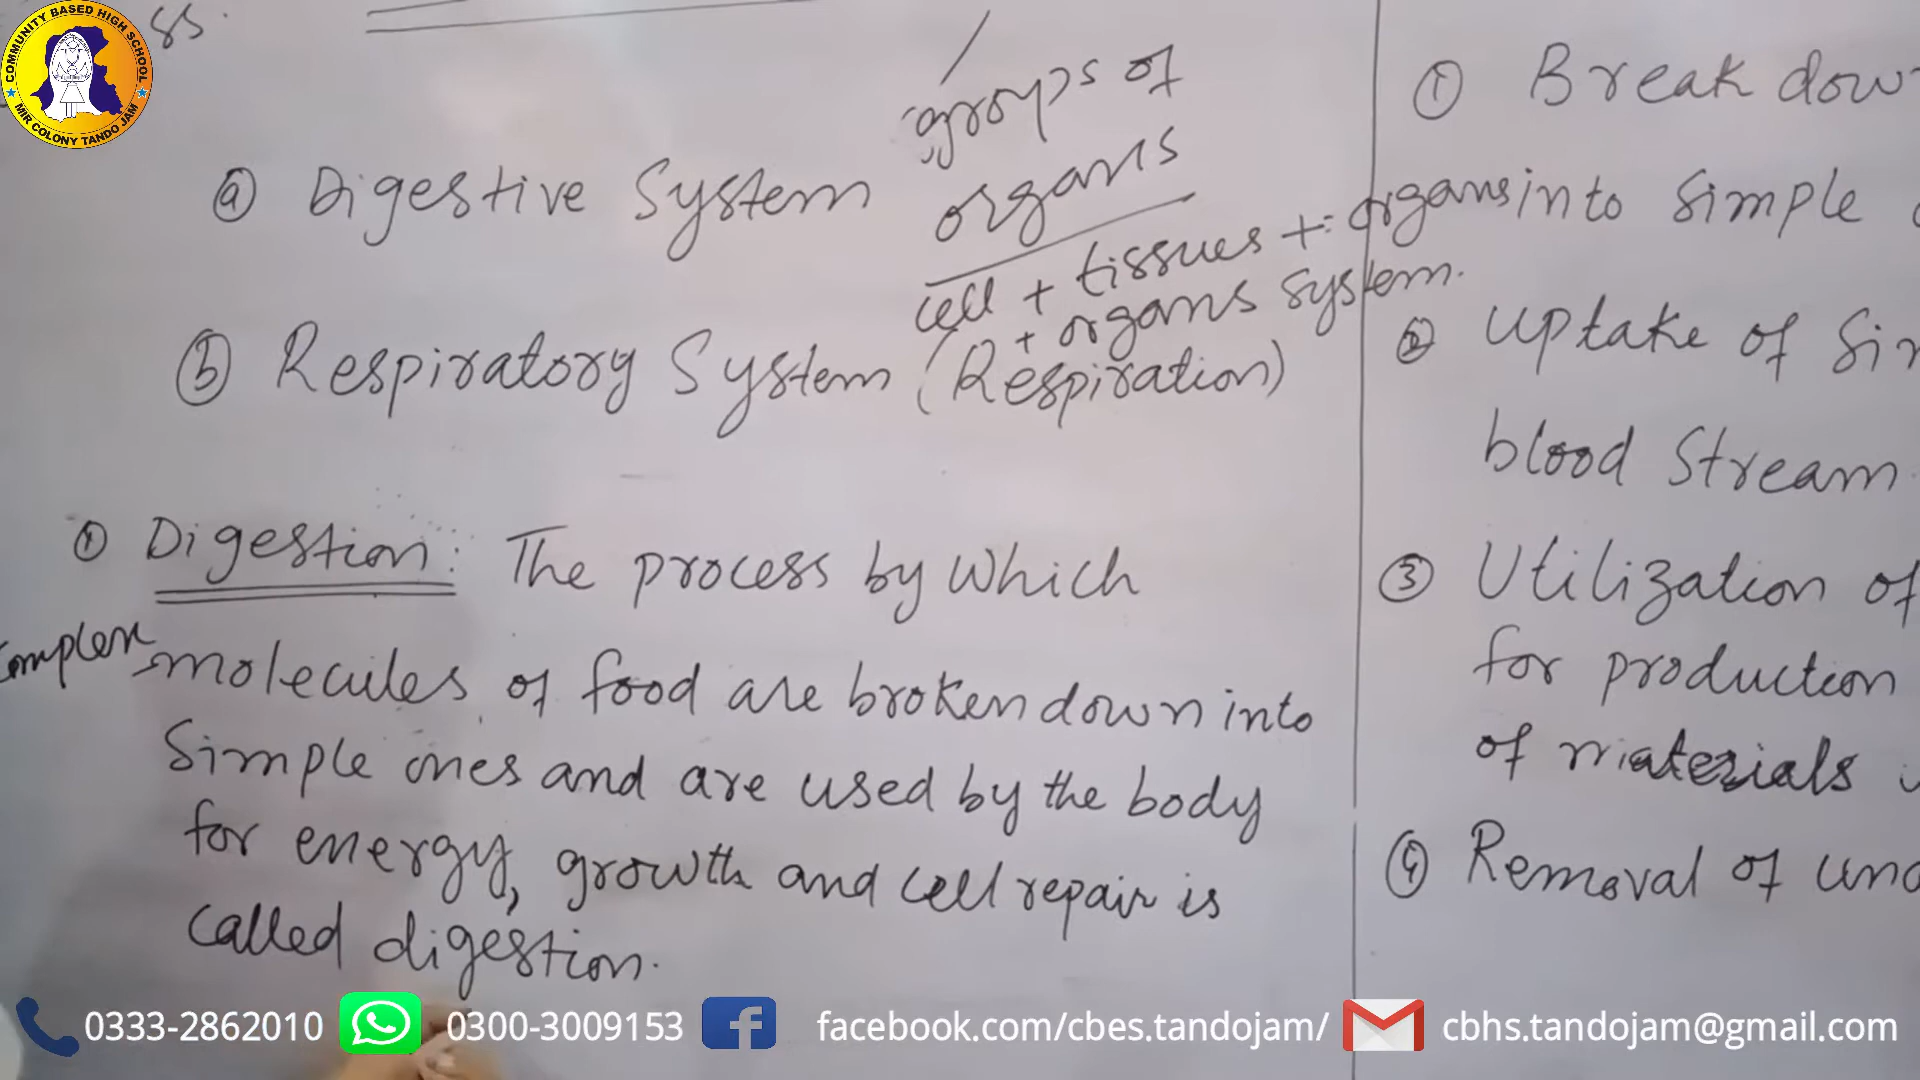 COMMUNITY BASED HIGH SCHOOL
MIR COLONY TANDO JAM
ss.
groups of
organs
a Digestive System
cell + tissues + organs
+ organs system.
b Respiratory System (Respiration)
1 Digestion: The process by which
complex molecules of food are broken down into
Simple ones and are used by the body
for energy, growth and cell repair is
called digestion.
1 Break dow
into Simple
2 Uptake of Sim
blood Stream
3 Utilization of
for production
of materials
4 Removal of und
0333-2862010 0300-3009153 facebook.com/cbes.tandojam/ cbhs.tandojam@gmail.com